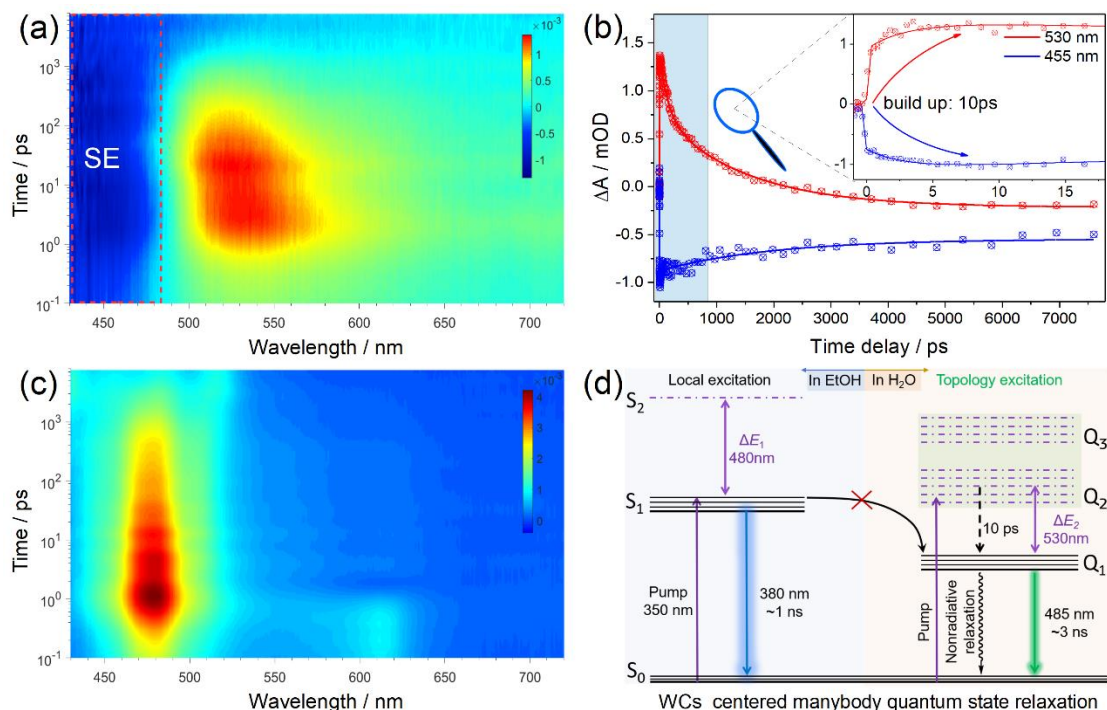 (a)
×10⁻³
1
0.5
0
-0.5
-1
SE
Time / ps
10³
10²
10¹
10⁰
10⁻¹
450 500 550 600 650 700
Wavelength / nm
(b)
ΔA / mOD
1.5
1.0
0.5
0.0
-0.5
-1.0
0 1000 2000 3000 4000 5000 6000 7000
Time delay / ps
1
0
-1
0 5 10 15
530 nm
455 nm
build up: 10ps
(c)
4
3
2
1
0
Time / ps
10³
10²
10¹
10⁰
10⁻¹
450 500 550 600 650 700
Wavelength / nm
(d)
Local excitation
In EtOH
In H₂O
Topology excitation
S₂
ΔE₁
480nm
S₁
Pump
350 nm
380 nm
~1 ns
S₀
Q₃
Q₂
10 ps
ΔE₂
530nm
Q₁
Pump
Nonradiative
relaxation
485 nm
~3 ns
WCs centered manybody quantum state relaxation